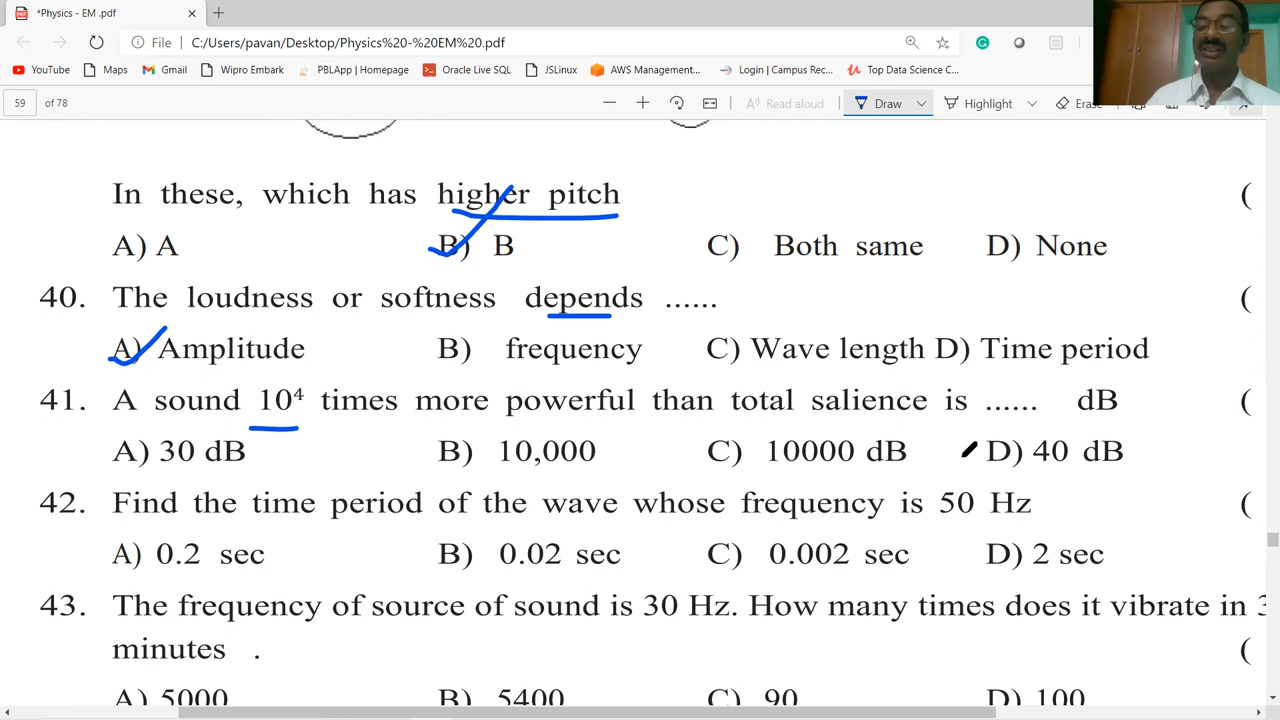 *Physics - EM .pdf
File C:/Users/pavan/Desktop/Physics%20-%20EM%20.pdf
YouTube Maps Gmail Wipro Embark PBLApp | Homepage Oracle Live SQL JSLinux AWS Management... Login | Campus Rec... Top Data Science C...
59 of 78 Read aloud Draw Highlight Erase
In these, which has higher pitch (
A) A B) B C) Both same D) None
40. The loudness or softness depends ...... (
A) Amplitude B) frequency C) Wave length D) Time period
41. A sound 10⁴ times more powerful than total salience is ...... dB (
A) 30 dB B) 10,000 C) 10000 dB D) 40 dB
42. Find the time period of the wave whose frequency is 50 Hz (
A) 0.2 sec B) 0.02 sec C) 0.002 sec D) 2 sec
43. The frequency of source of sound is 30 Hz. How many times does it vibrate in 3
minutes . (
A) 5000 B) 5400 C) 90 D) 100